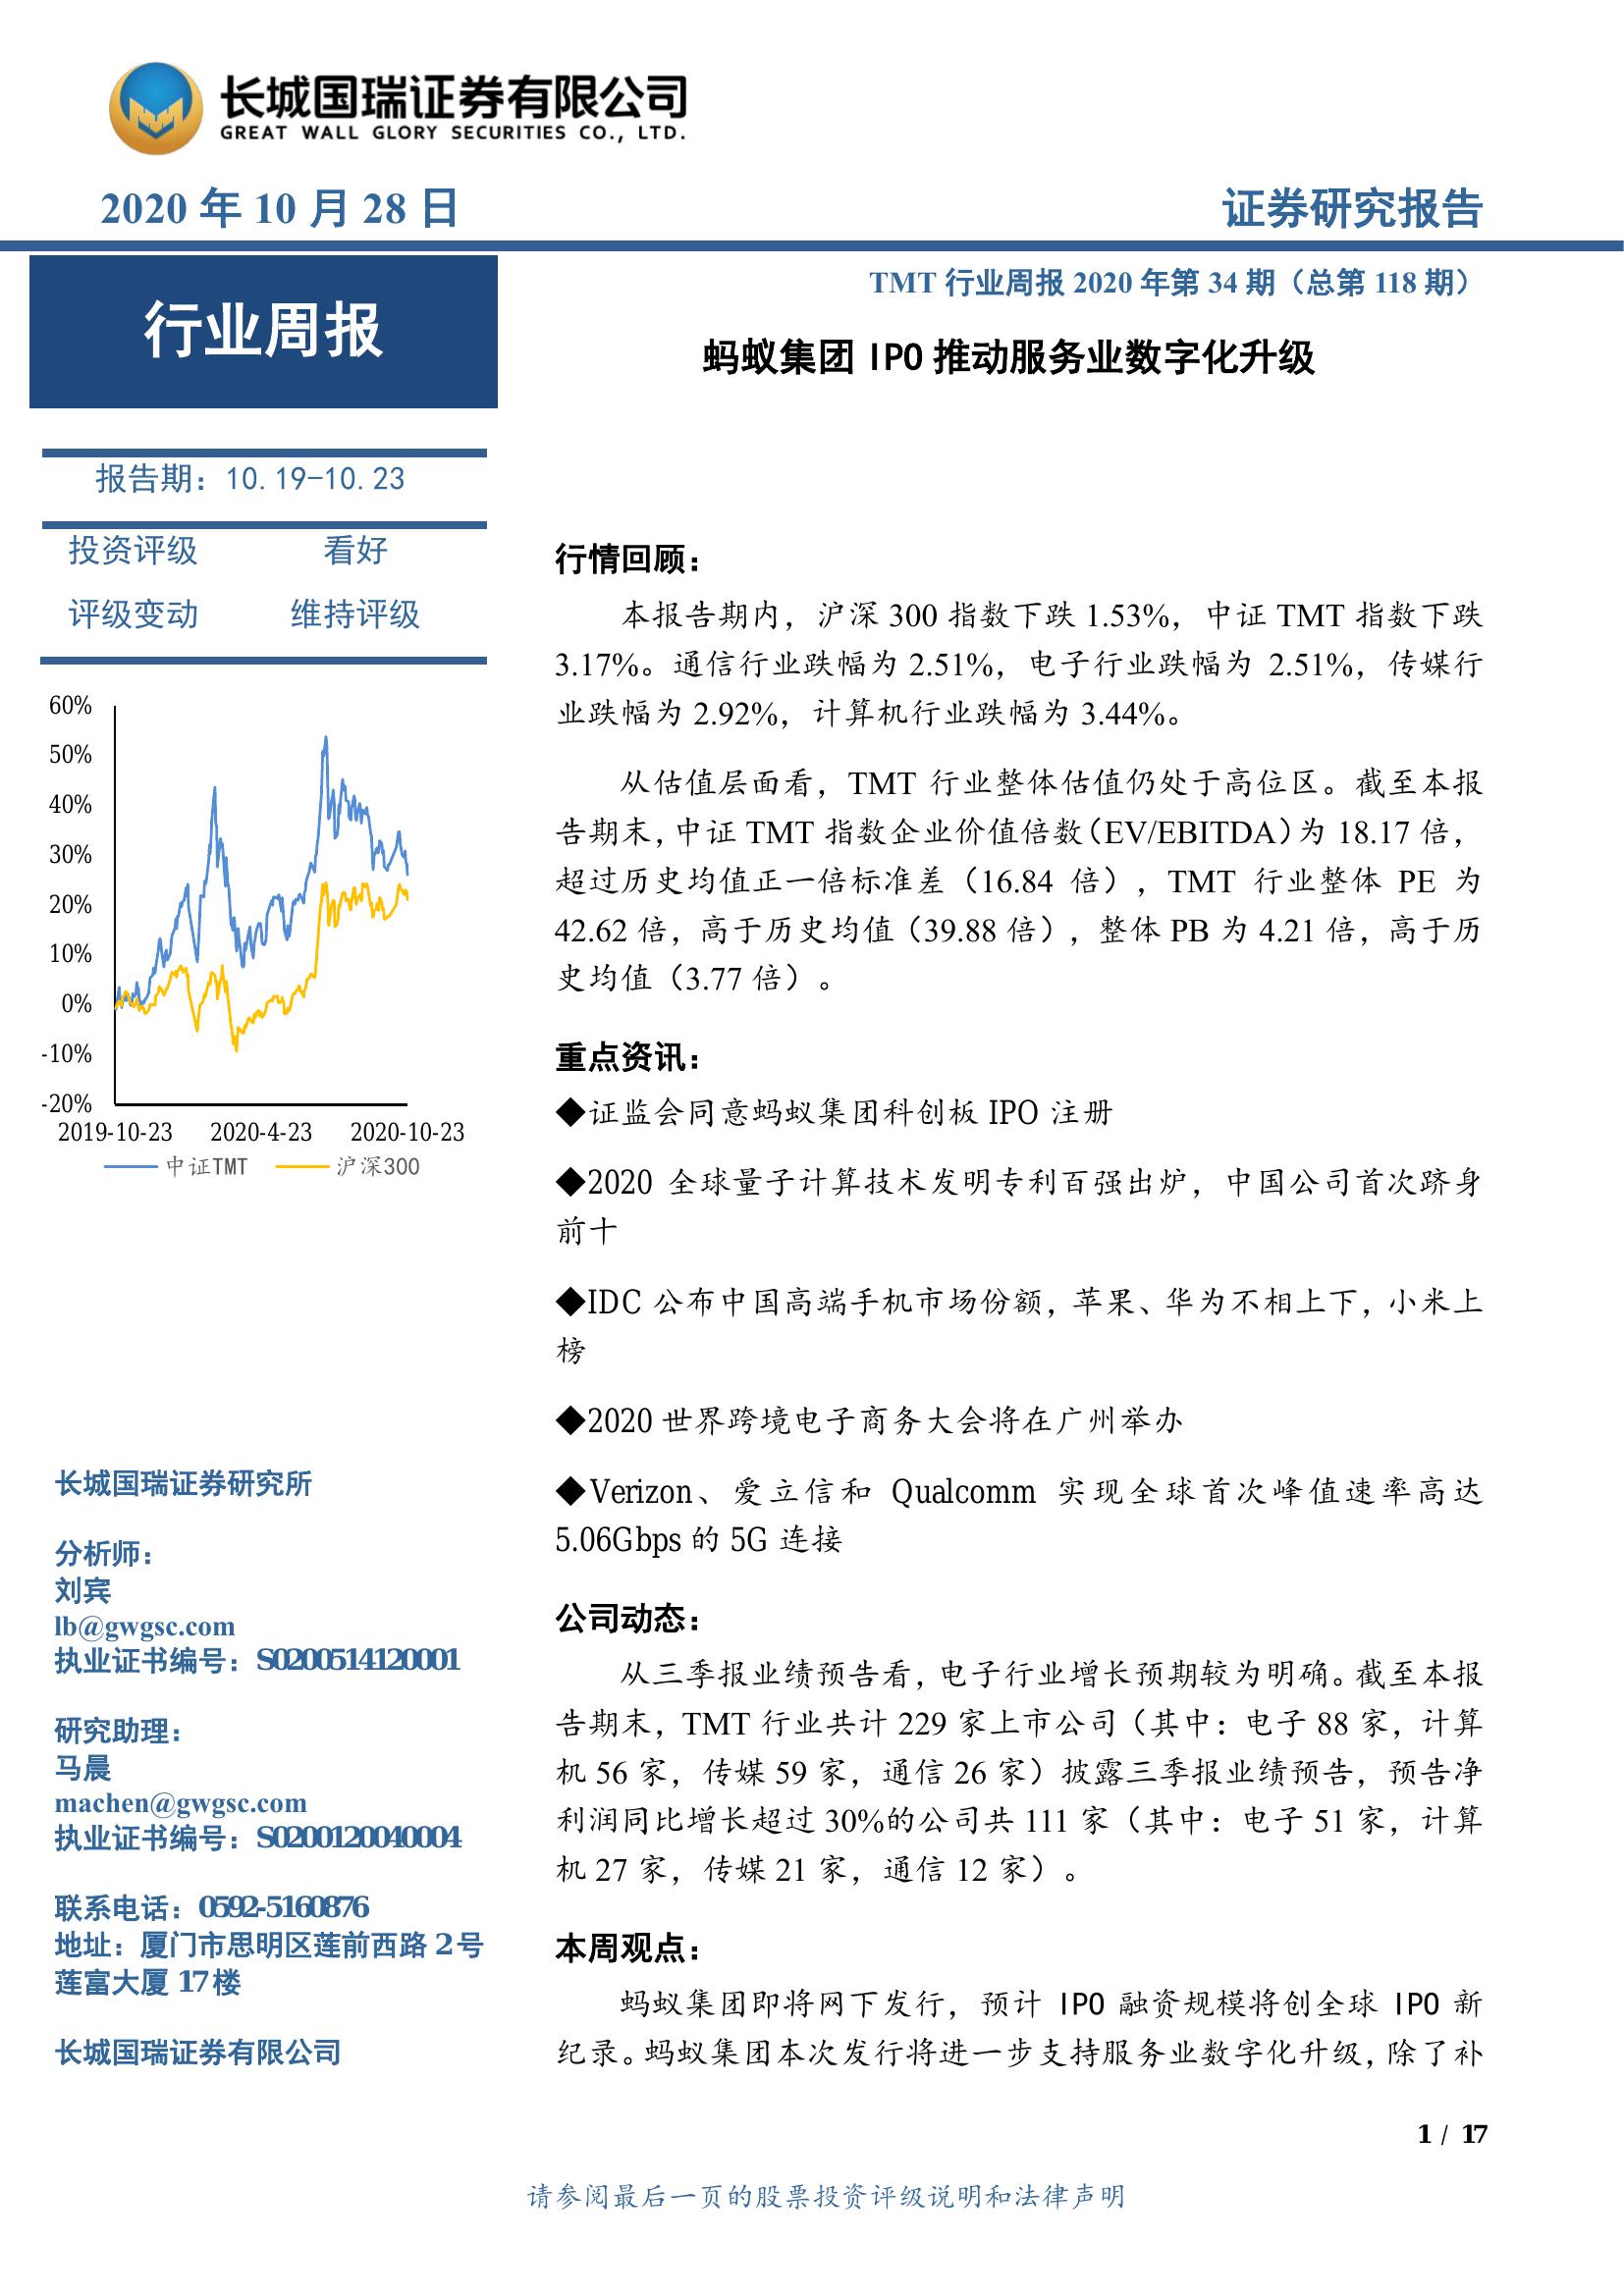 长城国瑞证券有限公司
GREAT WALL GLORY SECURITIES CO., LTD.
2020 年 10 月 28 日
证券研究报告
行业周报
TMT 行业周报 2020 年第 34 期（总第 118 期）
蚂蚁集团 IPO 推动服务业数字化升级
报告期：10.19-10.23
投资评级 看好
评级变动 维持评级
60%
50%
40%
30%
20%
10%
0%
-10%
-20%
2019-10-23 2020-4-23 2020-10-23
中证TMT 沪深300
长城国瑞证券研究所
分析师：
刘宾
lb@gwgsc.com
执业证书编号：S0200514120001
研究助理：
马晨
machen@gwgsc.com
执业证书编号：S0200120040004
联系电话：0592-5160876
地址：厦门市思明区莲前西路 2 号
莲富大厦 17 楼
长城国瑞证券有限公司
行情回顾：
本报告期内，沪深 300 指数下跌 1.53%，中证 TMT 指数下跌
3.17%。通信行业跌幅为 2.51%，电子行业跌幅为 2.51%，传媒行
业跌幅为 2.92%，计算机行业跌幅为 3.44%。
从估值层面看，TMT 行业整体估值仍处于高位区。截至本报
告期末，中证 TMT 指数企业价值倍数（EV/EBITDA）为 18.17 倍，
超过历史均值正一倍标准差（16.84 倍），TMT 行业整体 PE 为
42.62 倍，高于历史均值（39.88 倍），整体 PB 为 4.21 倍，高于历
史均值（3.77 倍）。
重点资讯：
◆证监会同意蚂蚁集团科创板 IPO 注册
◆2020 全球量子计算技术发明专利百强出炉，中国公司首次跻身
前十
◆IDC 公布中国高端手机市场份额，苹果、华为不相上下，小米上
榜
◆2020 世界跨境电子商务大会将在广州举办
◆Verizon、爱立信和 Qualcomm 实现全球首次峰值速率高达
5.06Gbps 的 5G 连接
公司动态：
从三季报业绩预告看，电子行业增长预期较为明确。截至本报
告期末，TMT 行业共计 229 家上市公司（其中：电子 88 家，计算
机 56 家，传媒 59 家，通信 26 家）披露三季报业绩预告，预告净
利润同比增长超过 30%的公司共 111 家（其中：电子 51 家，计算
机 27 家，传媒 21 家，通信 12 家）。
本周观点：
蚂蚁集团即将网下发行，预计 IPO 融资规模将创全球 IPO 新
纪录。蚂蚁集团本次发行将进一步支持服务业数字化升级，除了补
1 / 17
请参阅最后一页的股票投资评级说明和法律声明